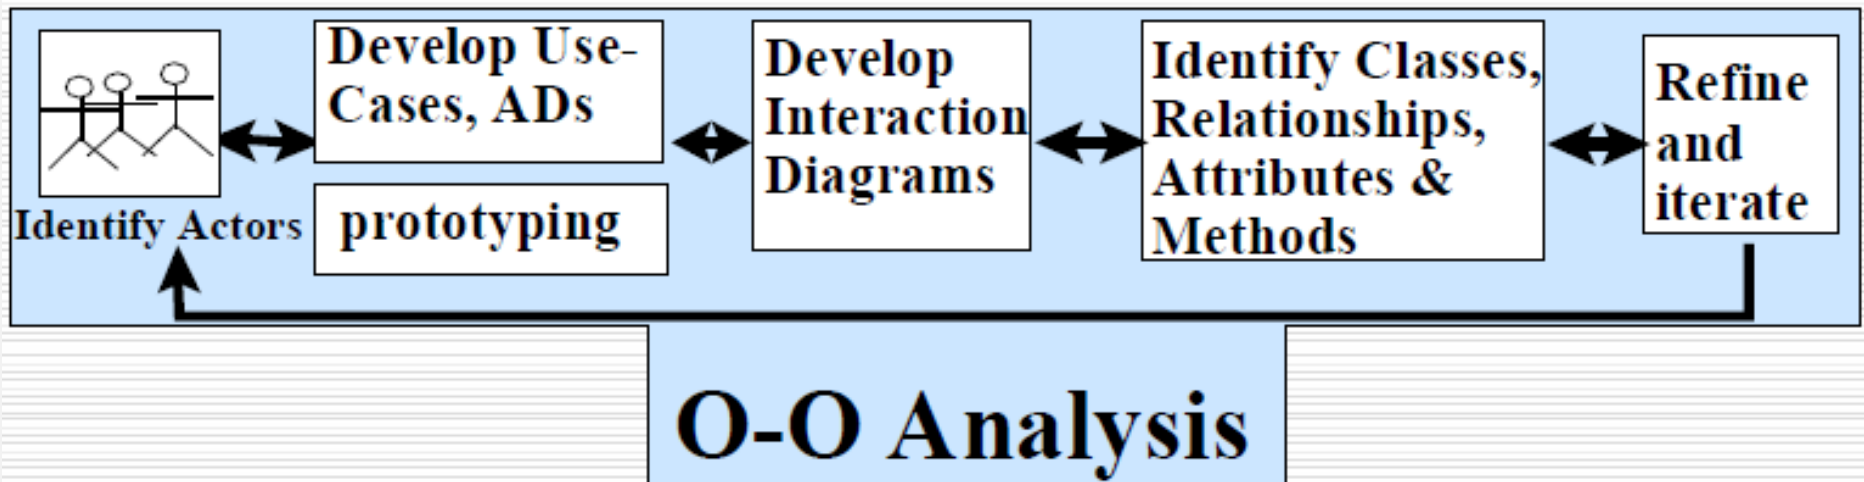 Identify Actors
Develop Use-
Cases, ADs
prototyping
Develop
Interaction
Diagrams
Identify Classes,
Relationships,
Attributes &
Methods
Refine
and
iterate
O-O Analysis